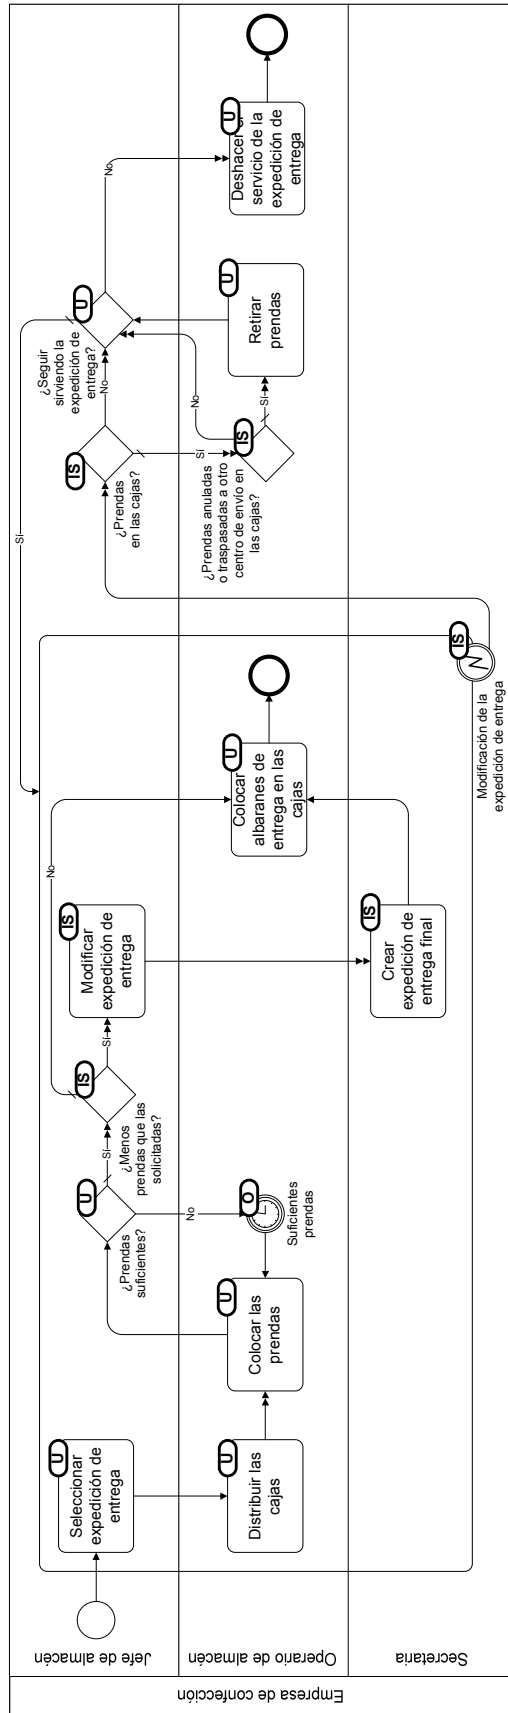 Empresa de confección
Jefe de almacén
Operario de almacén
Secretaria
Seleccionar
expedición de
entrega
U
Distribuir las
cajas
U
Colocar las
prendas
U
¿Prendas
suficientes?
U
Sí
No
Suficientes
prendas
O
¿Menos
prendas que las
solicitadas?
IS
Sí
No
Modificar
expedición de
entrega
IS
Crear
expedición de
entrega final
IS
Colocar
albaranes de
entrega en las
cajas
U
Modificación de la
expedición de entrega
IS
N
¿Prendas
en las cajas?
IS
Sí
No
¿Prendas anuladas
o traspasadas a otro
centro de envío en
las cajas?
IS
Sí
No
Retirar
prendas
U
¿Seguir
sirviendo la
expedición de
entrega?
U
Sí
No
Deshacer
servicio de la
expedición de
entrega
U